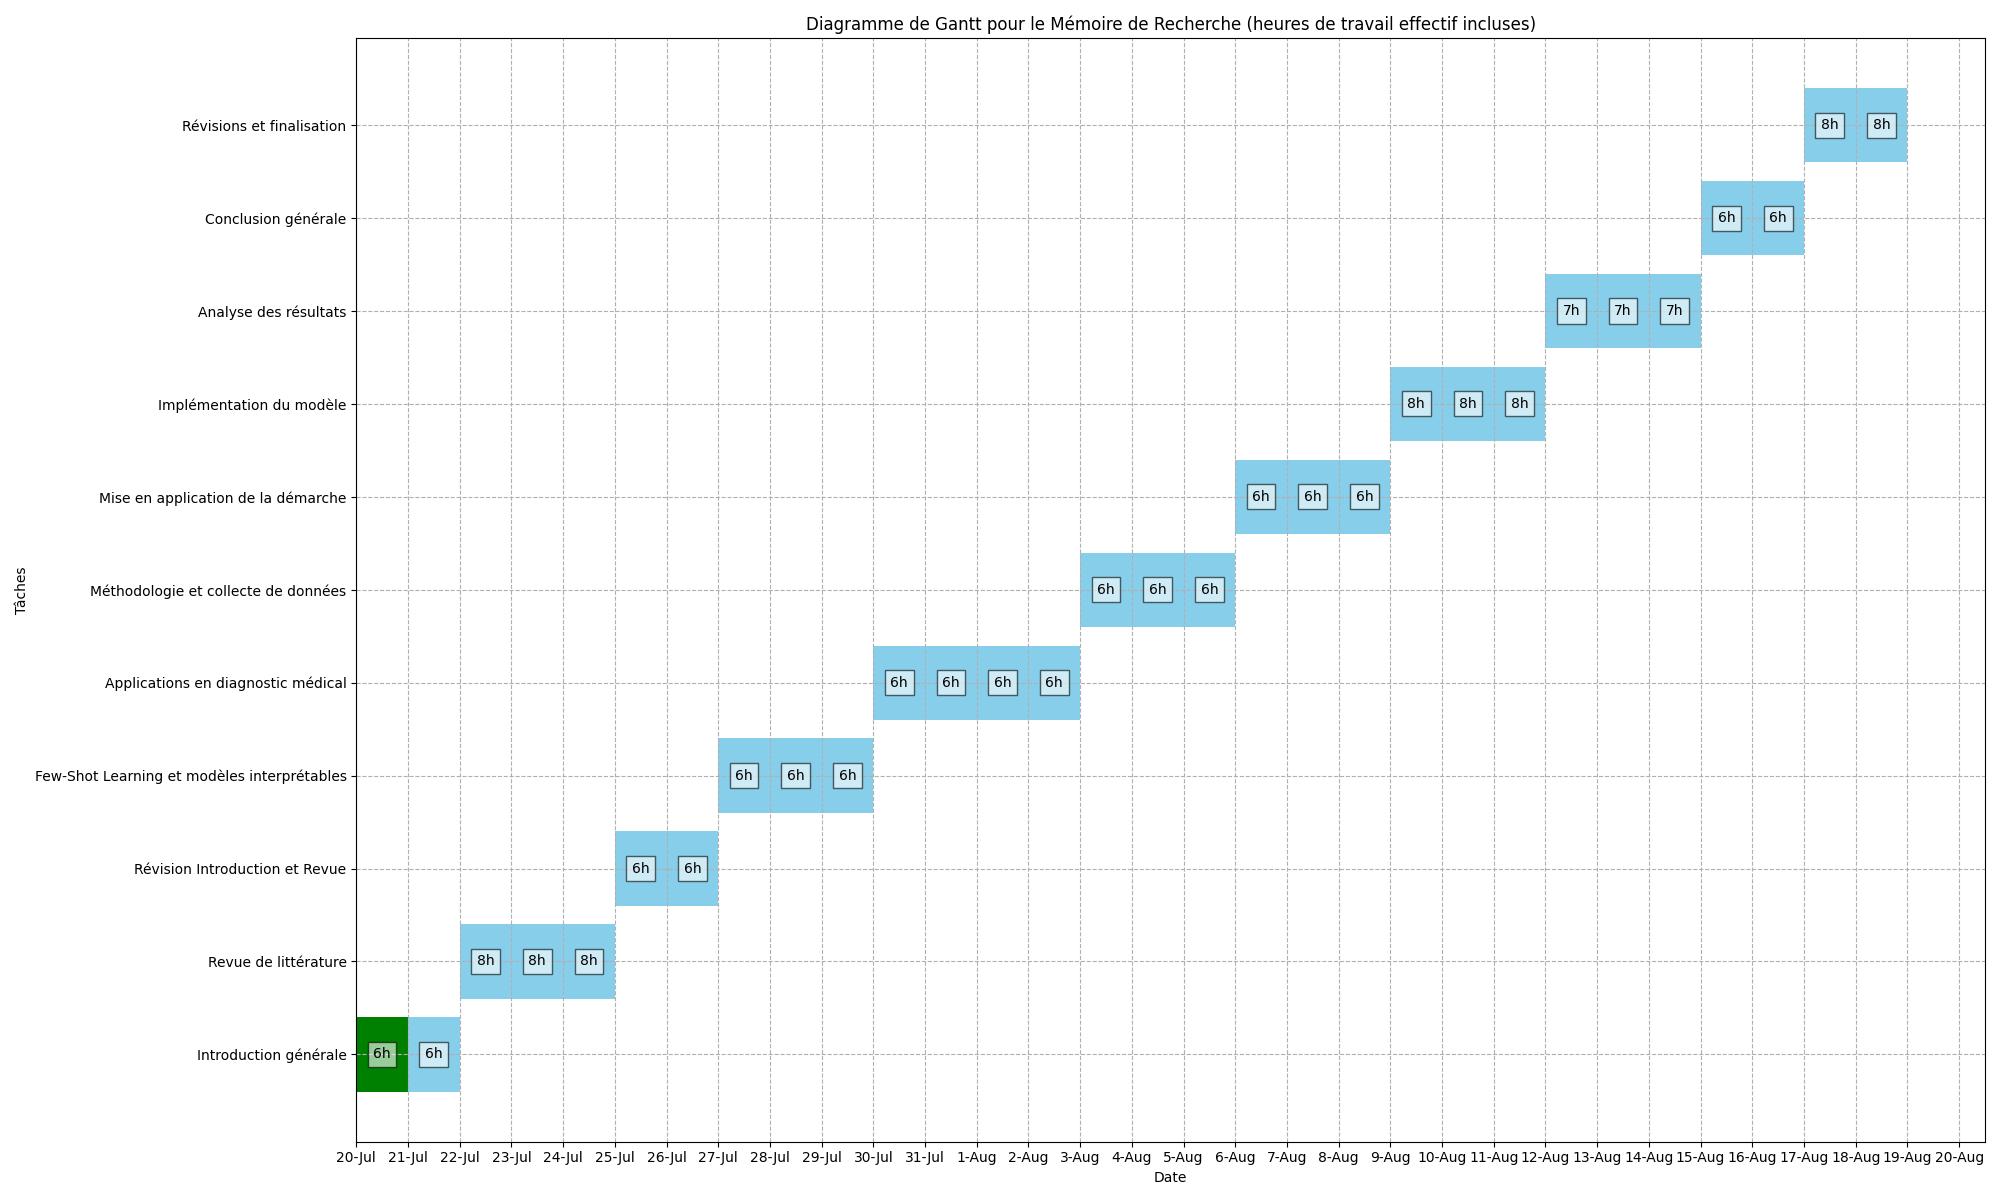 Diagramme de Gantt pour le Mémoire de Recherche (heures de travail effectif incluses)
Tâches
Révisions et finalisation 8h 8h
Conclusion générale 6h 6h
Analyse des résultats 7h 7h 7h
Implémentation du modèle 8h 8h 8h
Mise en application de la démarche 6h 6h 6h
Méthodologie et collecte de données 6h 6h 6h
Applications en diagnostic médical 6h 6h 6h 6h
Few-Shot Learning et modèles interprétables 6h 6h 6h
Révision Introduction et Revue 6h 6h
Revue de littérature 8h 8h 8h
Introduction générale 6h 6h
20-Jul 21-Jul 22-Jul 23-Jul 24-Jul 25-Jul 26-Jul 27-Jul 28-Jul 29-Jul 30-Jul 31-Jul 1-Aug 2-Aug 3-Aug 4-Aug 5-Aug 6-Aug 7-Aug 8-Aug 9-Aug 10-Aug 11-Aug 12-Aug 13-Aug 14-Aug 15-Aug 16-Aug 17-Aug 18-Aug 19-Aug 20-Aug
Date